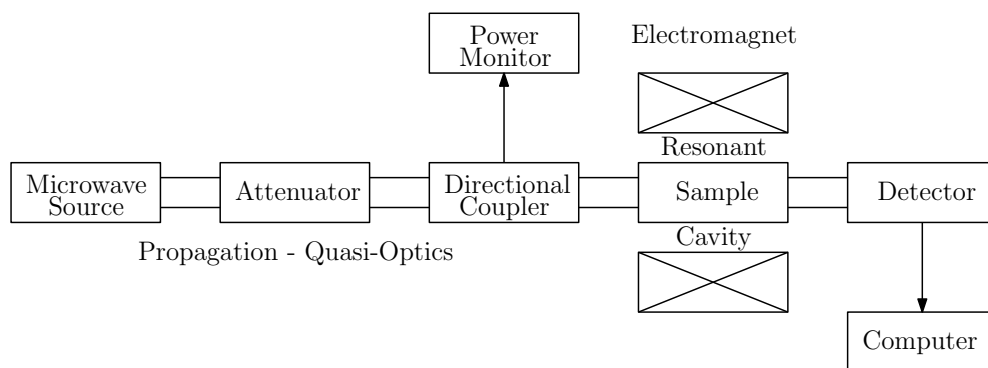 Power
Monitor
Electromagnet
Resonant
Microwave
Source
Attenuator
Directional
Coupler
Sample
Detector
Cavity
Propagation - Quasi-Optics
Computer